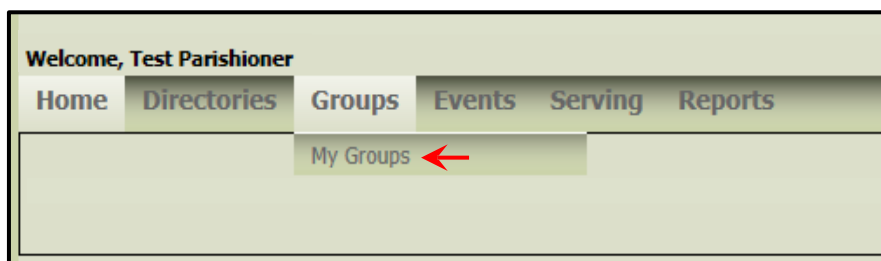 Welcome, Test Parishioner
Home Directories Groups Events Serving Reports
My Groups